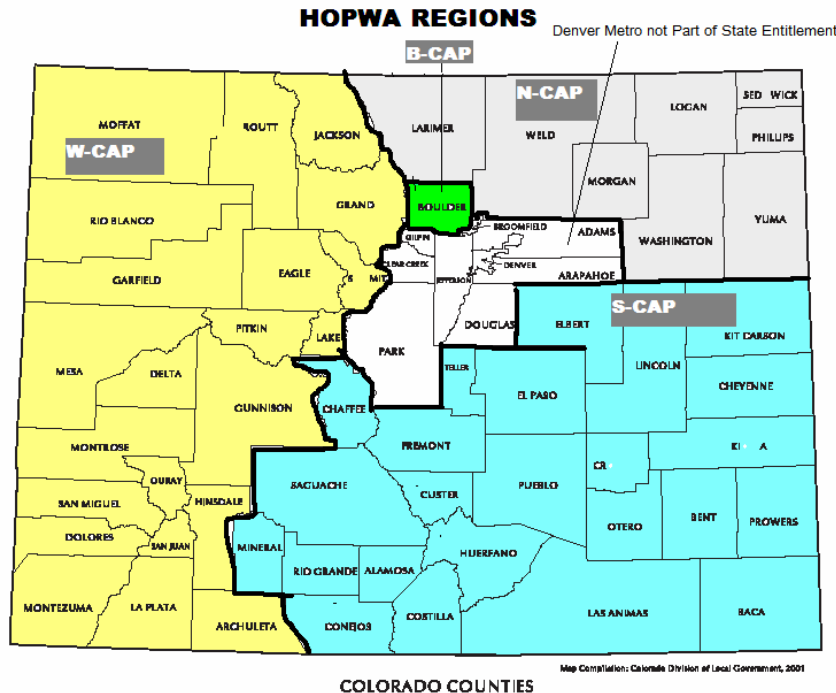 HOPWA REGIONS
Denver Metro not Part of State Entitlement
B-CAP
N-CAP
SED WICK
LOGAN
MOFFAT
ROUTT
JACKSON
LARIMER
WELD
PHILLIPS
W-CAP
MORGAN
GRAND
BOULDER
RIO BLANCO
YUMA
BROOMFIELD
ADAMS
WASHINGTON
CLEAR CREEK
DENVER
EAGLE
ARAPAHOE
GARFIELD
S-CAP
PITKIN
LAKE
DOUGLAS
ELBERT
KIT CARSON
PARK
MESA
DELTA
TELLER
LINCOLN
CHEYENNE
GUNNISON
CHAFFEE
EL PASO
MONTROSE
FREMONT
KI A
CR
OURAY
SAGUACHE
PUEBLO
SAN MIGUEL
HINSDALE
CUSTER
BENT
PROWERS
OTERO
DOLORES
SAN JUAN
MINERAL
HUERFANO
RIO GRANDE
ALAMOSA
MONTEZUMA
LA PLATA
COSTILLA
LAS ANIMAS
BACA
ARCHULETA
CONEJOS
Map Compilation: Colorado Division of Local Government, 2001
COLORADO COUNTIES